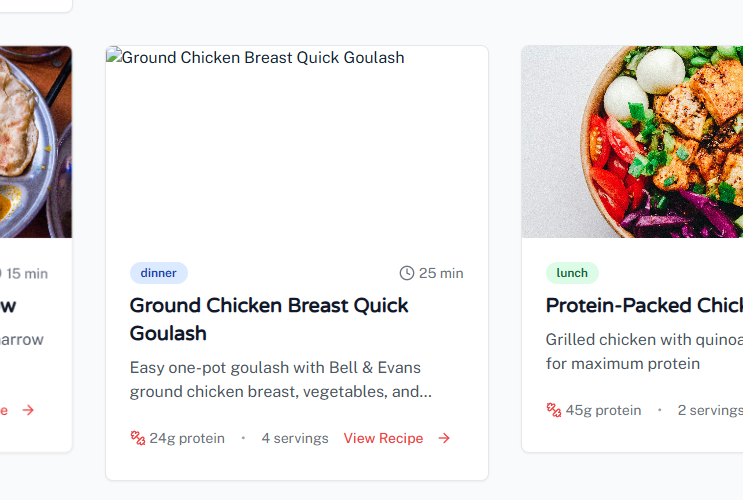 15 min
w
arrow
e
Ground Chicken Breast Quick Goulash
dinner
25 min
Ground Chicken Breast Quick
Goulash
Easy one-pot goulash with Bell & Evans
ground chicken breast, vegetables, and...
24g protein • 4 servings View Recipe →
lunch
Protein-Packed Chick
Grilled chicken with quinoa
for maximum protein
45g protein • 2 servings